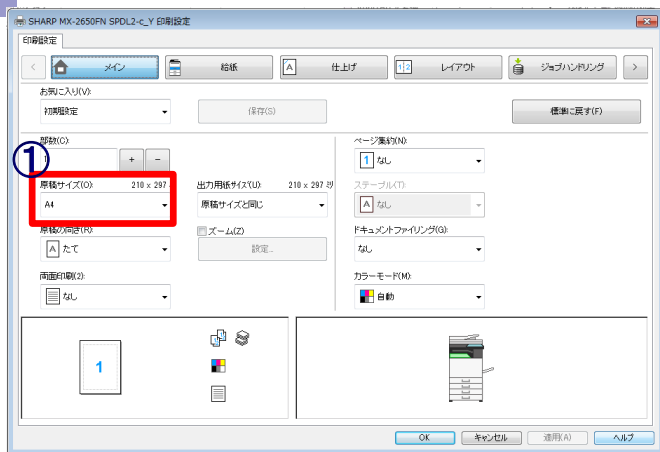 SHARP MX-2650FN SPDL2-c_Y 印刷設定
印刷設定
メイン 給紙 仕上げ レイアウト ジョブハンドリング
お気に入り(V):
初期設定 保存(S) 標準に戻す(F)
部数(C): ページ集約(N):
① + - 1 なし
原稿サイズ(O): 210 x 297 出力用紙サイズ(U): 210 x 297 ミリ ステープル(T):
A4 原稿サイズと同じ なし
原稿の向き(R): ズーム(Z) ドキュメントファイリング(G):
たて 設定... なし
両面印刷(2): カラーモード(M):
なし 自動
1
OK キャンセル 適用(A) ヘルプ